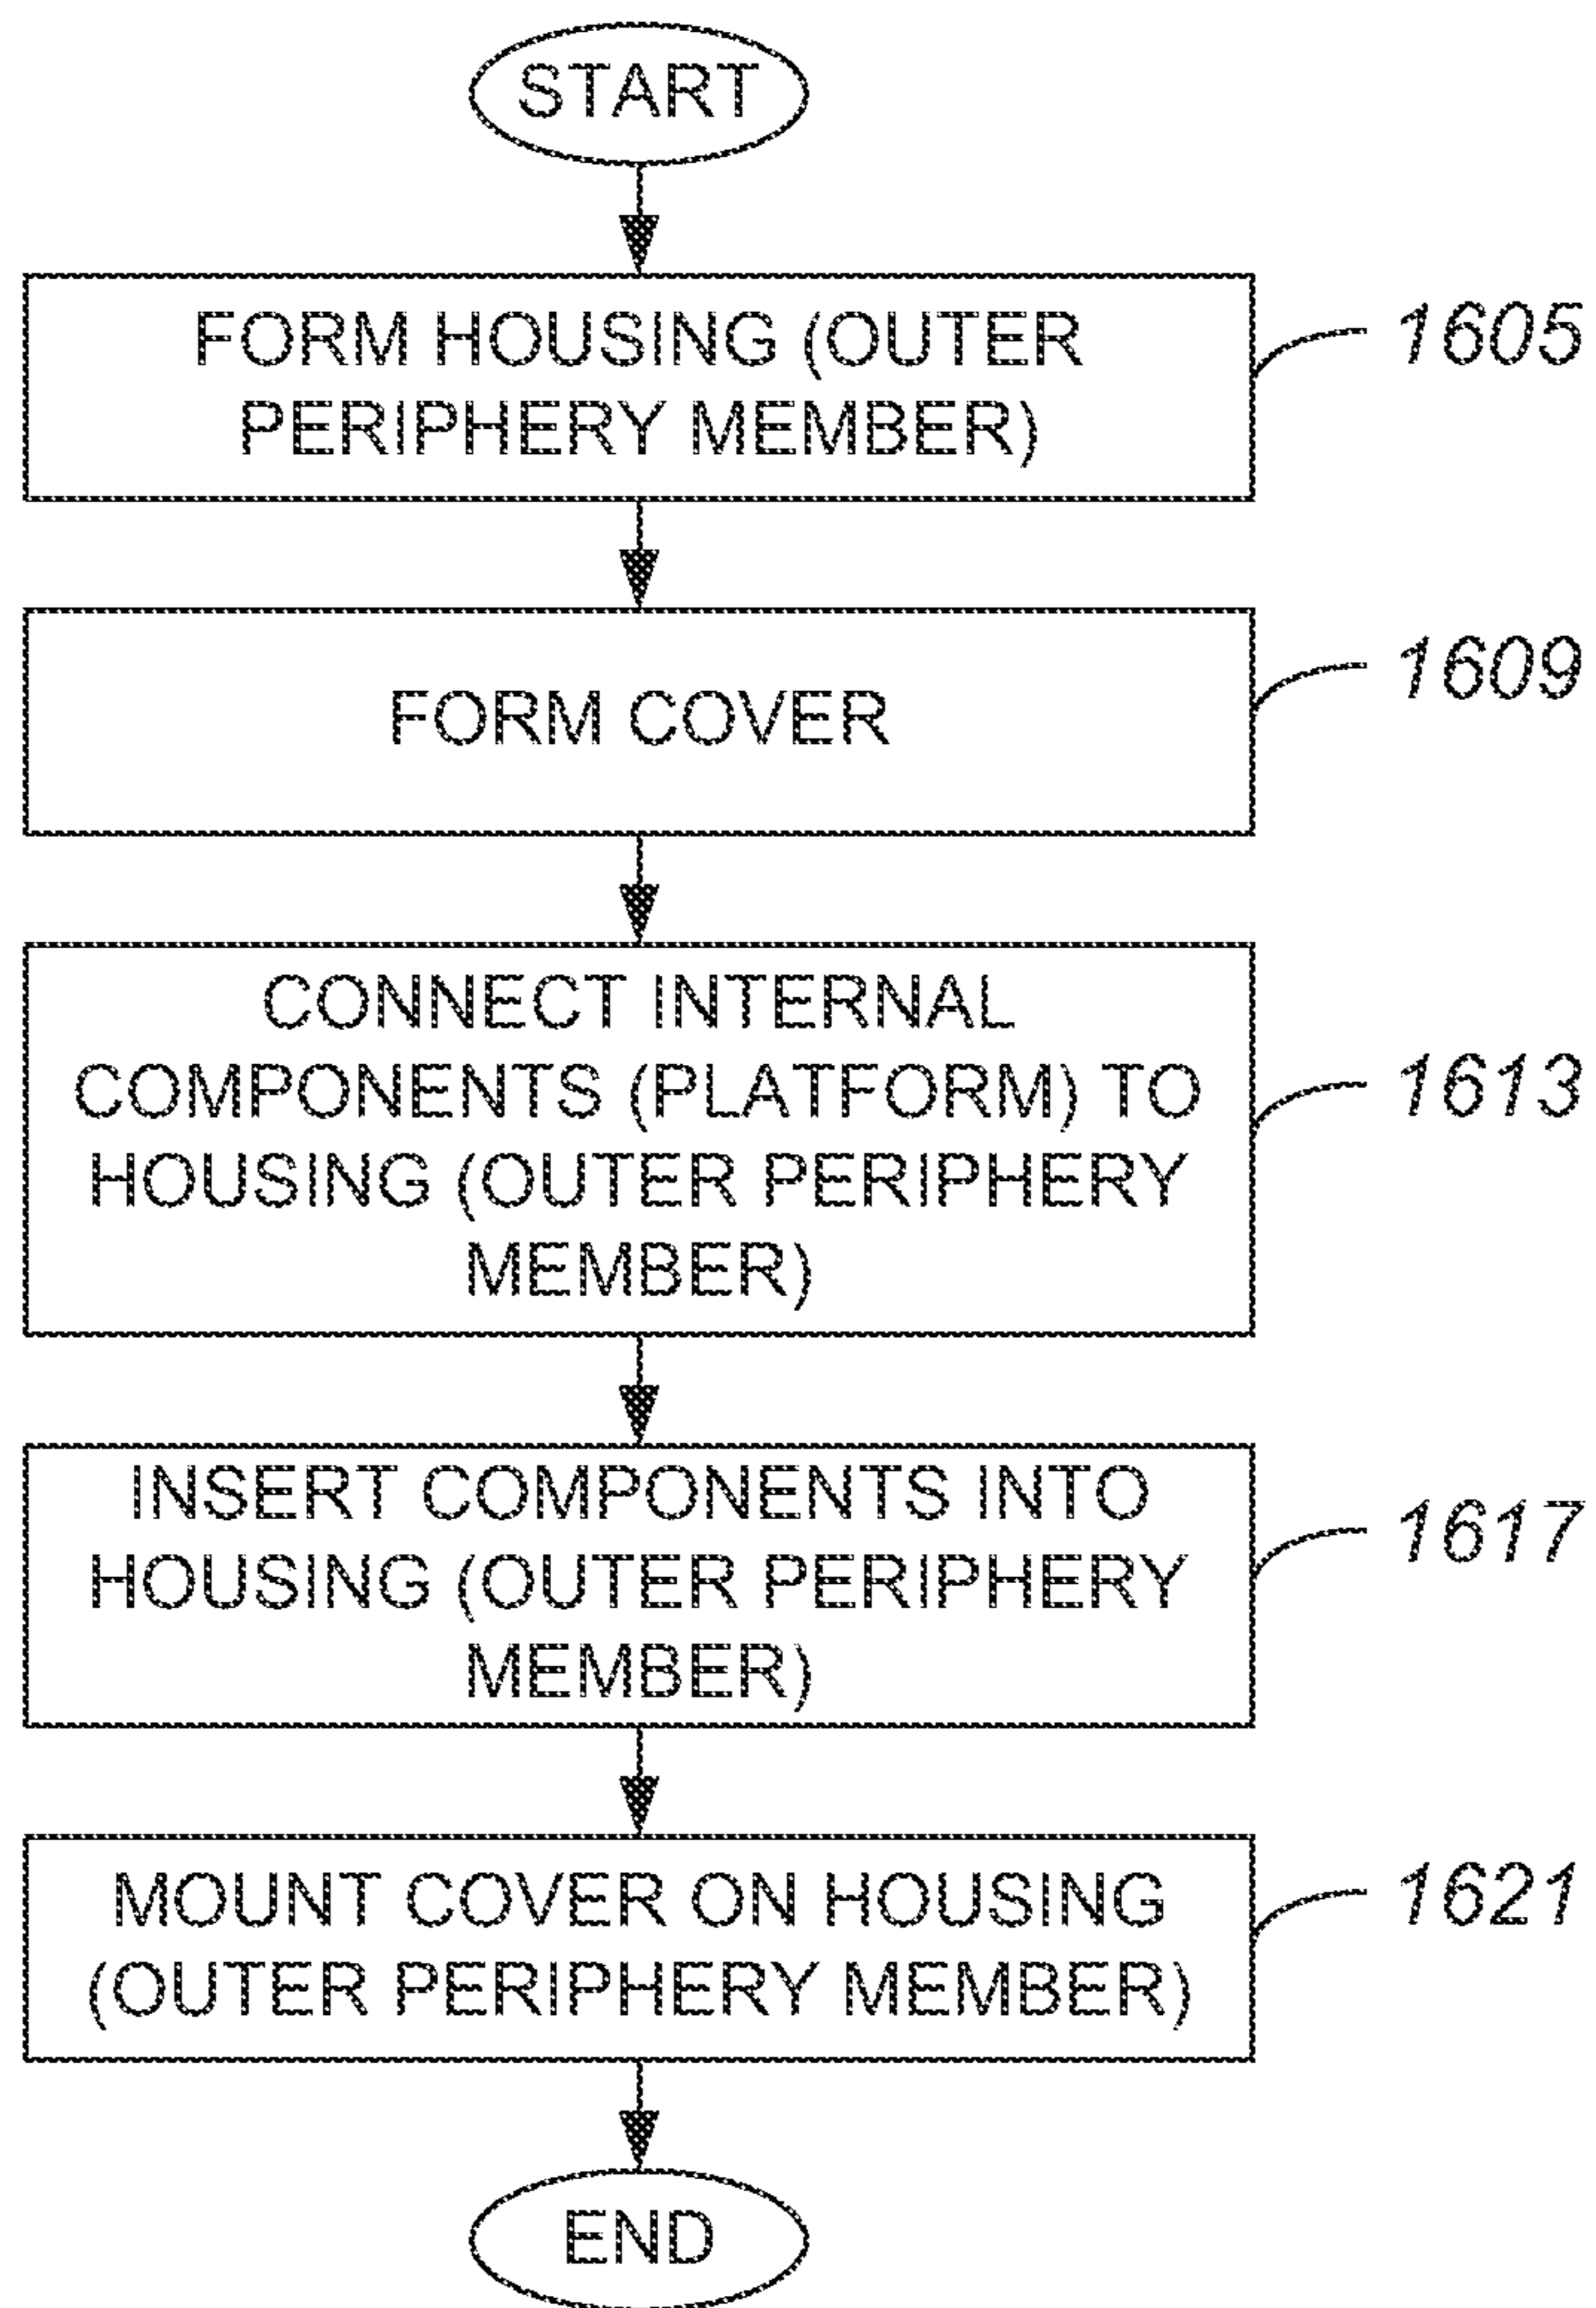 START
FORM HOUSING (OUTER
PERIPHERY MEMBER)
1605
FORM COVER
1609
CONNECT INTERNAL
COMPONENTS (PLATFORM) TO
HOUSING (OUTER PERIPHERY
MEMBER)
1613
INSERT COMPONENTS INTO
HOUSING (OUTER PERIPHERY
MEMBER)
1617
MOUNT COVER ON HOUSING
(OUTER PERIPHERY MEMBER)
1621
END